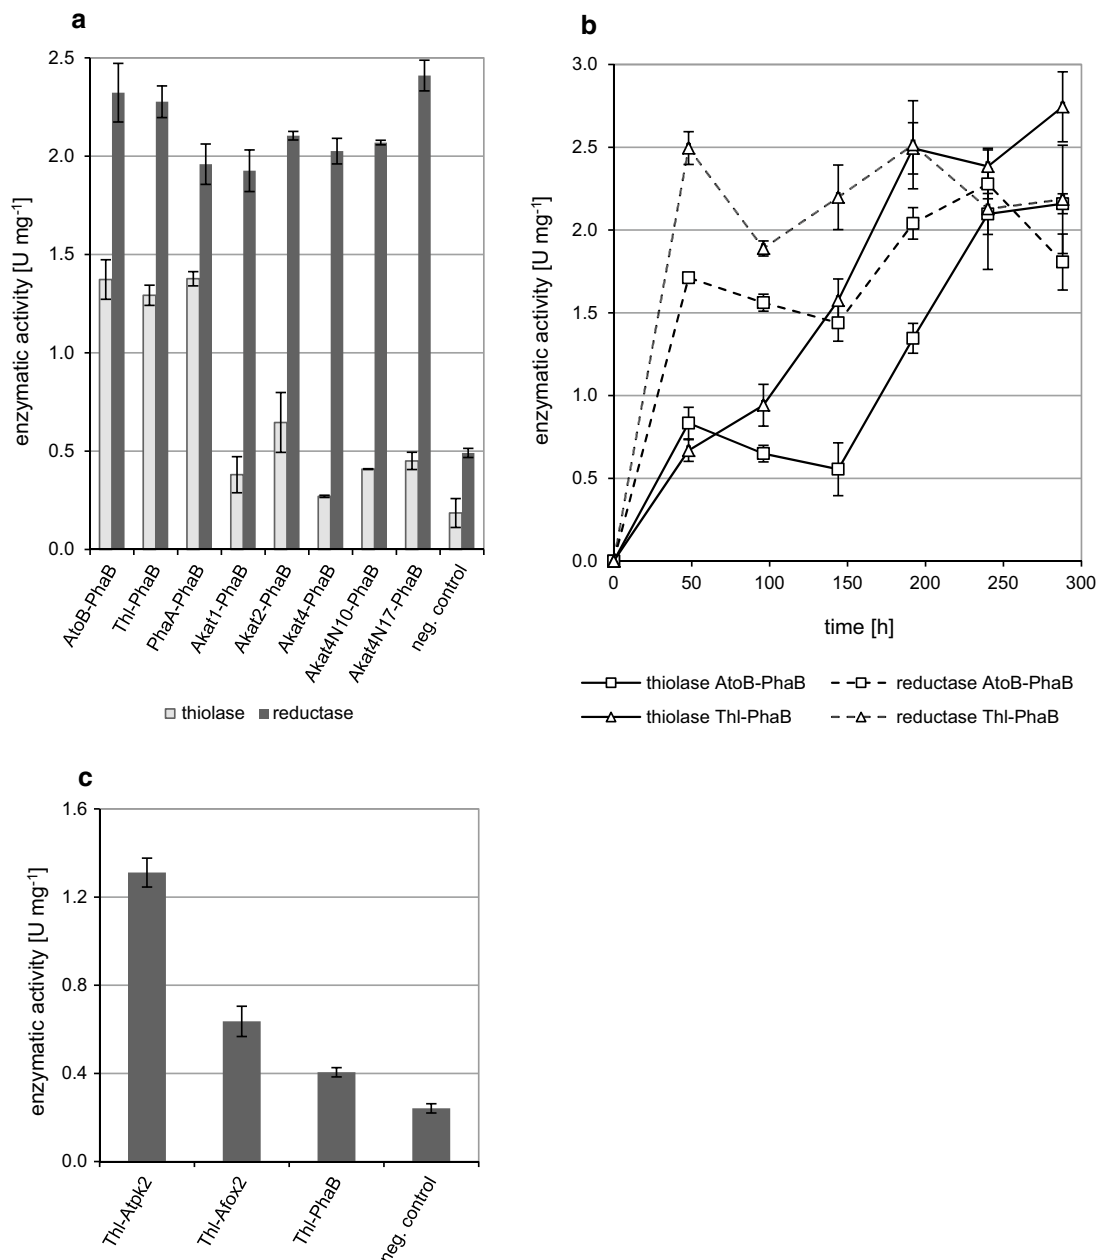 a
2.5
2.0
1.5
1.0
0.5
0.0
enzymatic activity [U mg-1]
AtoB-PhaB
Thl-PhaB
PhaA-PhaB
Akat1-PhaB
Akat2-PhaB
Akat4-PhaB
Akat4N10-PhaB
Akat4N17-PhaB
neg. control
thiolase reductase
b
3.0
2.5
2.0
1.5
1.0
0.5
0.0
enzymatic activity [U mg-1]
0 50 100 150 200 250 300
time [h]
thiolase AtoB-PhaB reductase AtoB-PhaB
thiolase Thl-PhaB reductase Thl-PhaB
c
1.6
1.2
0.8
0.4
0.0
enzymatic activity [U mg-1]
Thl-Atpk2
Thl-Afox2
Thl-PhaB
neg. control